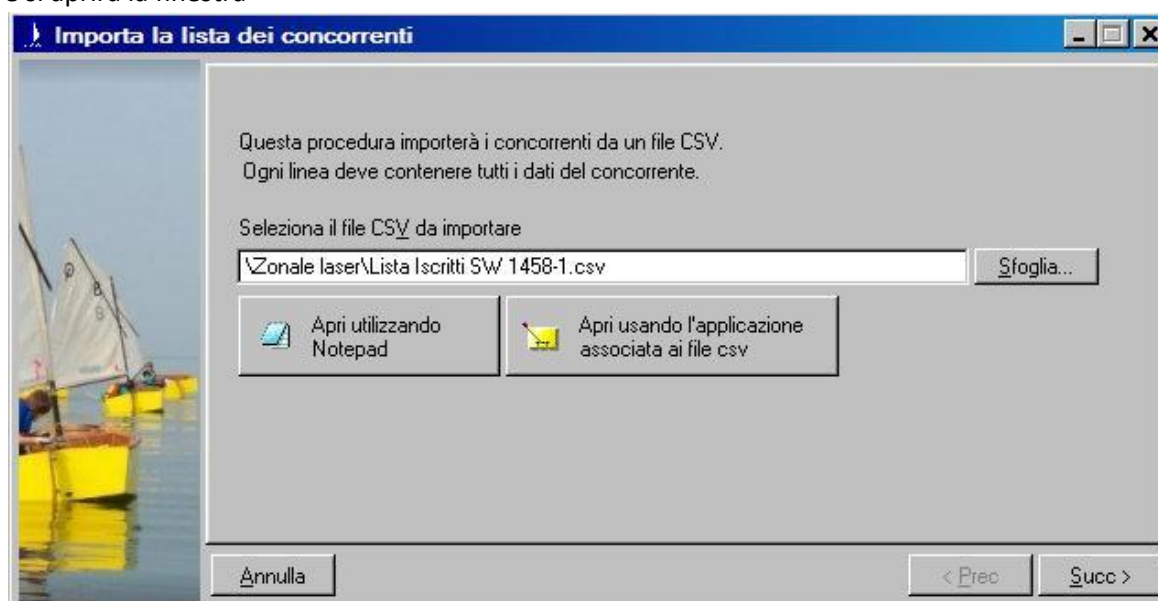 Importa la lista dei concorrenti
Questa procedura importerà i concorrenti da un file CSV.
Ogni linea deve contenere tutti i dati del concorrente.
Seleziona il file CSV da importare
\Zonale laser\Lista Iscritti SW 1458-1.csv
Sfoglia...
Apri utilizzando
Notepad
Apri usando l'applicazione
associata ai file csv
Annulla
< Prec
Succ >